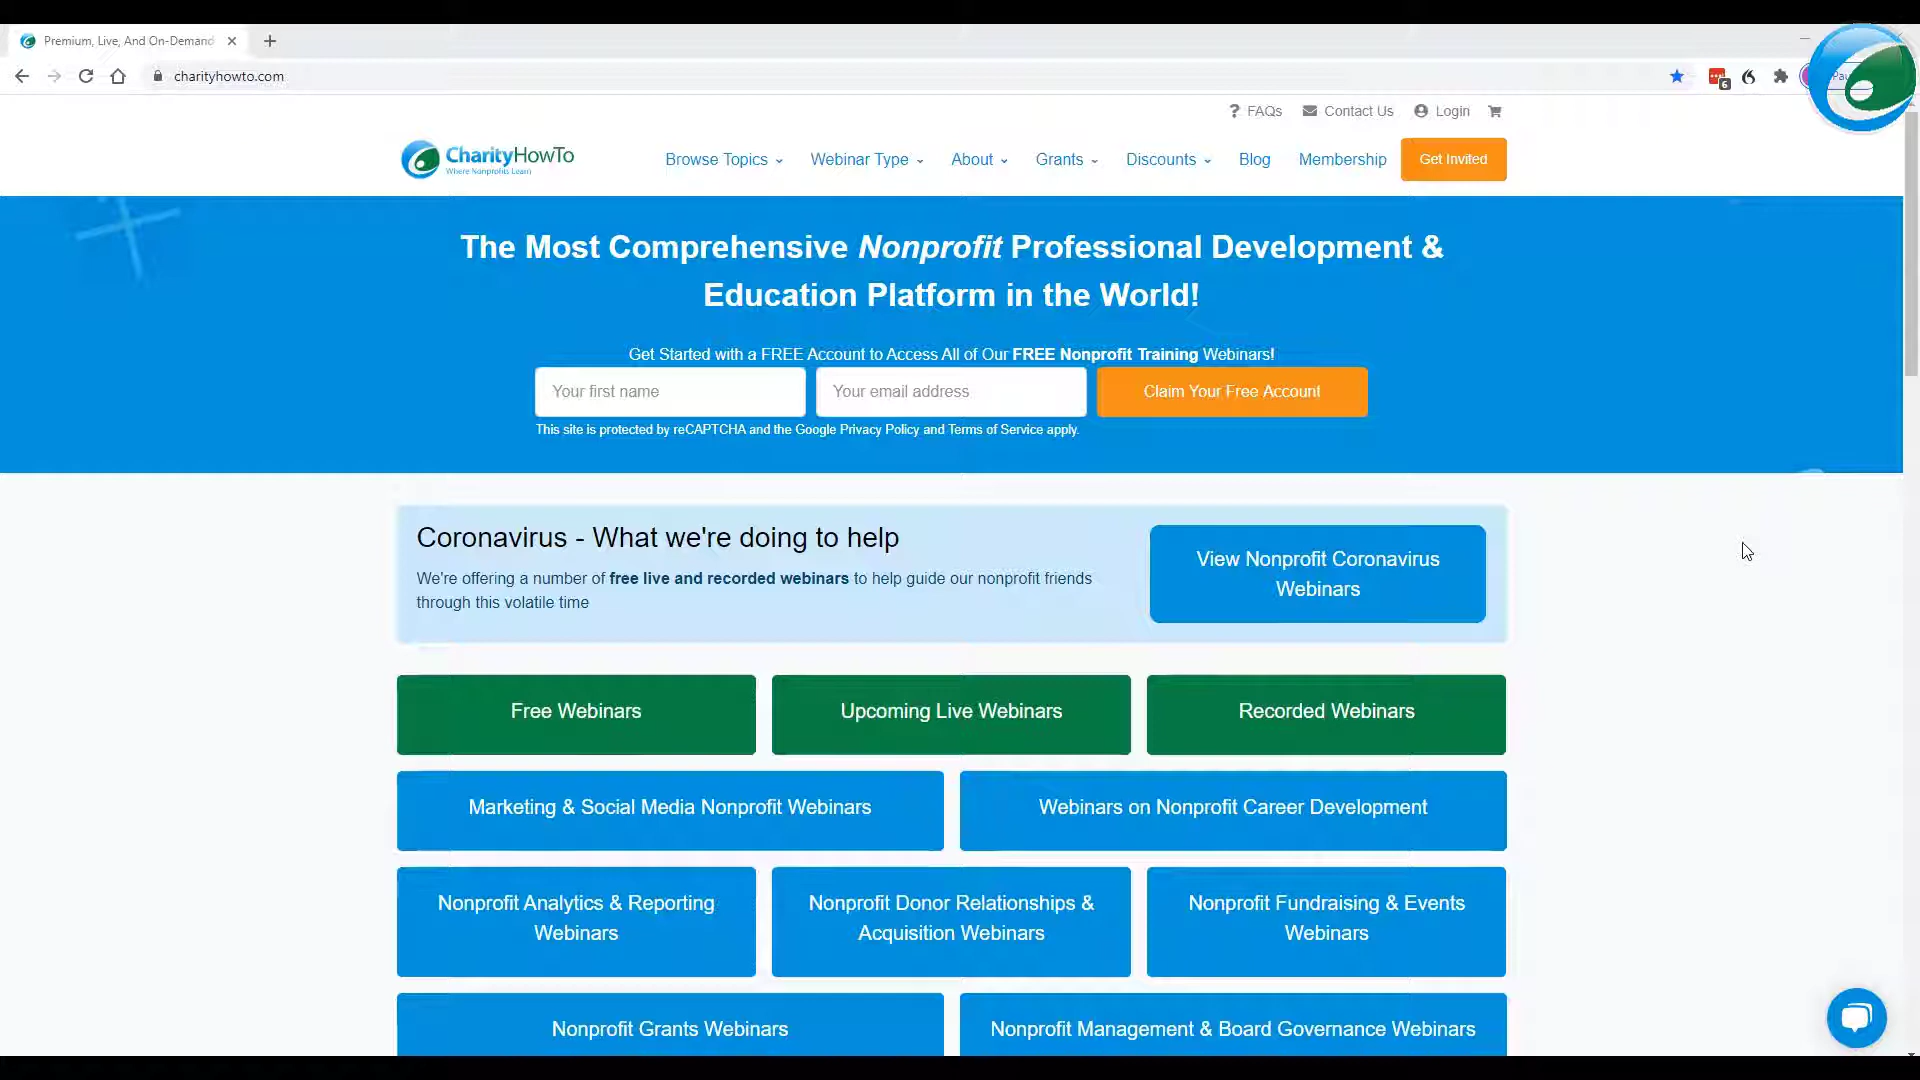 Premium, Live, And On-Demand
charityhowto.com
6
FAQs
Contact Us
Login
CharityHowTo
Where Nonprofits Learn
Browse Topics
Webinar Type
About
Grants
Discounts
Blog
Membership
Get Invited
The Most Comprehensive Nonprofit Professional Development &
Education Platform in the World!
Get Started with a FREE Account to Access All of Our FREE Nonprofit Training Webinars!
Your first name
Your email address
Claim Your Free Account
This site is protected by reCAPTCHA and the Google Privacy Policy and Terms of Service apply.
Coronavirus - What we're doing to help
We're offering a number of free live and recorded webinars to help guide our nonprofit friends
through this volatile time
View Nonprofit Coronavirus
Webinars
Free Webinars
Upcoming Live Webinars
Recorded Webinars
Marketing & Social Media Nonprofit Webinars
Webinars on Nonprofit Career Development
Nonprofit Analytics & Reporting
Webinars
Nonprofit Donor Relationships &
Acquisition Webinars
Nonprofit Fundraising & Events
Webinars
Nonprofit Grants Webinars
Nonprofit Management & Board Governance Webinars